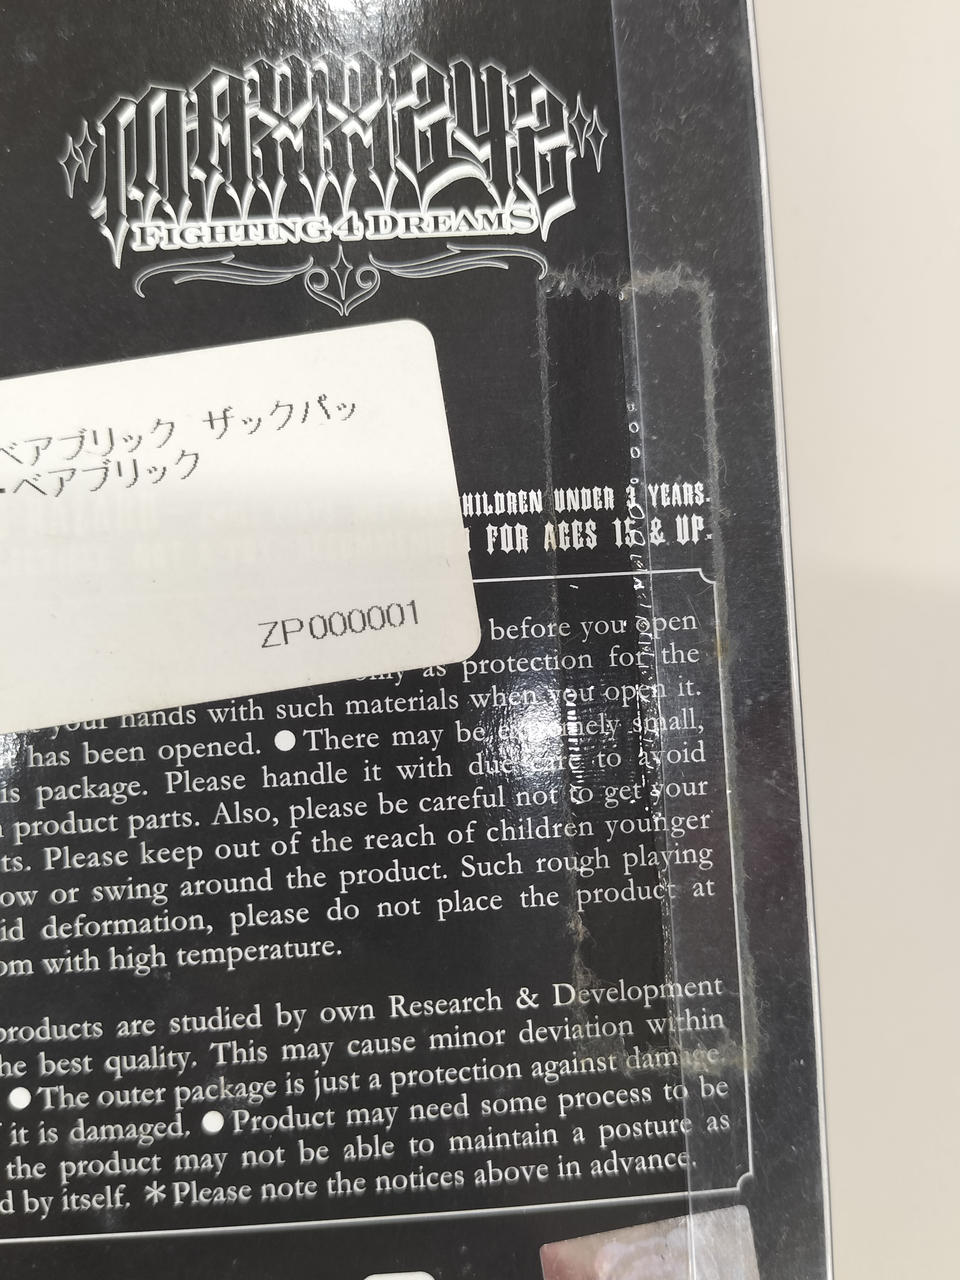 MAXXZYZ
FIGHTING 4 DREAMS
ベアブリック ザックパッ
・ベアブリック
ZP000001
CHILDREN UNDER 3 YEARS.
FOR AGES 15 & UP.
before you open
only as protection for the
your hands with such materials when you open it.
has been opened. ●There may be extremely small,
is package. Please handle it with due care to avoid
product parts. Also, please be careful not to get your
ts. Please keep out of the reach of children younger
ow or swing around the product. Such rough playing
id deformation, please do not place the product at
om with high temperature.
products are studied by own Research & Development
he best quality. This may cause minor deviation within
●The outer package is just a protection against damage
it is damaged. ●Product may need some process to be
the product may not be able to maintain a posture as
d by itself. ＊Please note the notices above in advance.